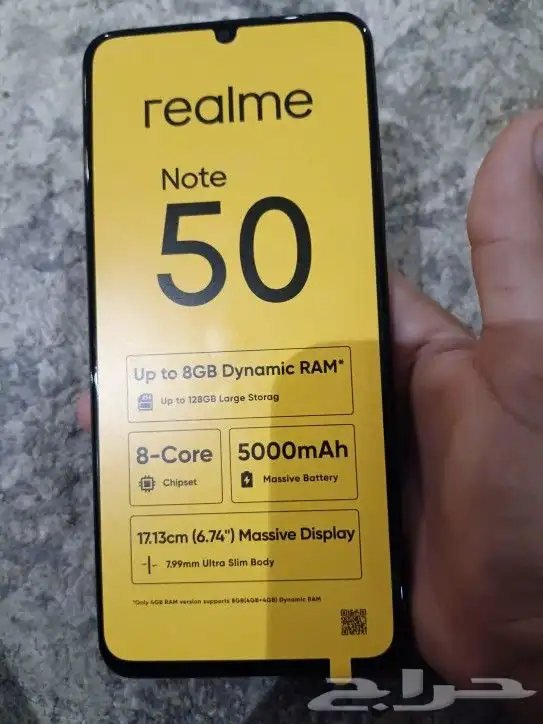 realme
Note
50
Up to 8GB Dynamic RAM*
Up to 128GB Large Storag
8-Core
Chipset
5000mAh
Massive Battery
17.13cm (6.74") Massive Display
7.99mm Ultra Slim Body
*Only 4GB RAM version supports 8GB(4GB+4GB) Dynamic RAM
حراج